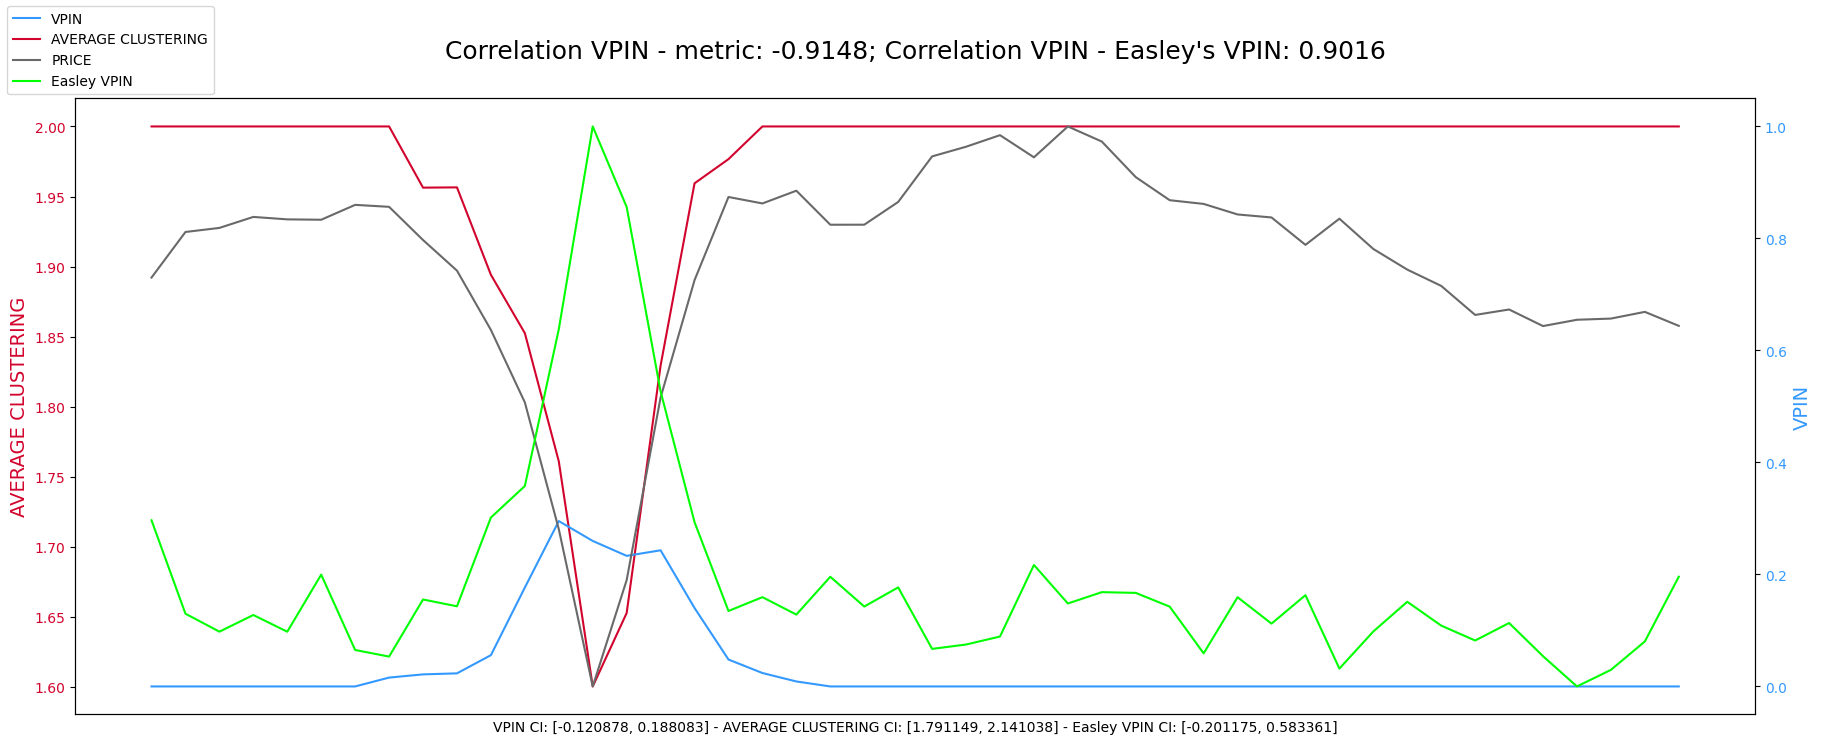 VPIN
AVERAGE CLUSTERING
PRICE
Easley VPIN
Correlation VPIN - metric: -0.9148; Correlation VPIN - Easley's VPIN: 0.9016
AVERAGE CLUSTERING
2.00
1.95
1.90
1.85
1.80
1.75
1.70
1.65
1.60
1.0
0.8
0.6
0.4
0.2
0.0
VPIN
VPIN CI: [-0.120878, 0.188083] - AVERAGE CLUSTERING CI: [1.791149, 2.141038] - Easley VPIN CI: [-0.201175, 0.583361]